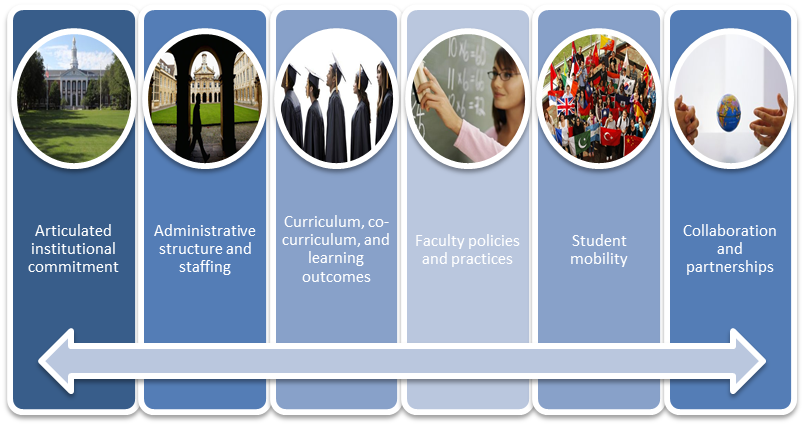 Articulated
institutional
commitment
Administrative
structure and
staffing
Curriculum, co-
curriculum, and
learning
outcomes
Faculty policies
and practices
Student
mobility
Collaboration
and
partnerships